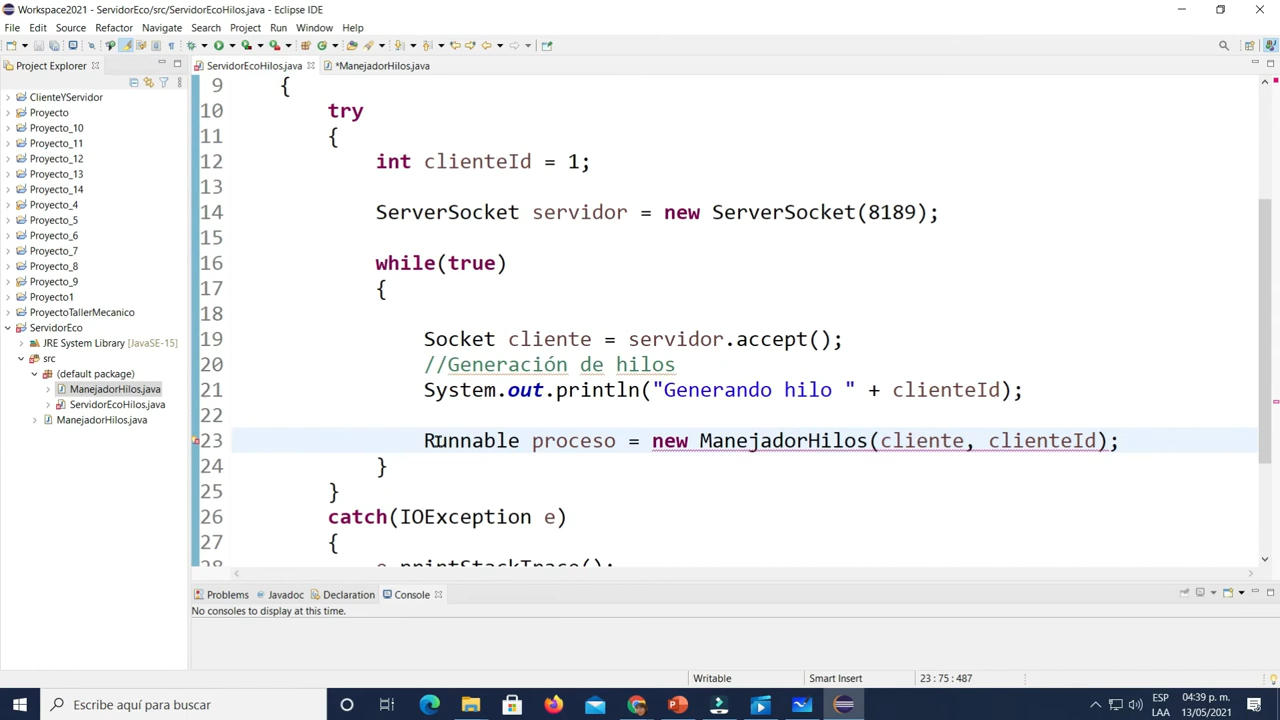 Workspace2021 - ServidorEco/src/ServidorEcoHilos.java - Eclipse IDE
File Edit Source Refactor Navigate Search Project Run Window Help
Project Explorer
ServidorEcoHilos.java
*ManejadorHilos.java
ClienteYServidor
Proyecto
Proyecto_10
Proyecto_11
Proyecto_12
Proyecto_13
Proyecto_14
Proyecto_4
Proyecto_5
Proyecto_6
Proyecto_7
Proyecto_8
Proyecto_9
Proyecto1
ProyectoTallerMecanico
ServidorEco
JRE System Library [JavaSE-15]
src
(default package)
ManejadorHilos.java
ServidorEcoHilos.java
ManejadorHilos.java
9 {
10 try
11 {
12 int clienteId = 1;
13
14 ServerSocket servidor = new ServerSocket(8189);
15
16 while(true)
17 {
18
19 Socket cliente = servidor.accept();
20 //Generación de hilos
21 System.out.println("Generando hilo " + clienteId);
22
23 Runnable proceso = new ManejadorHilos(cliente, clienteId);
24 }
25 }
26 catch(IOException e)
27 {
28 e.printStackTrace();
Problems Javadoc Declaration Console
No consoles to display at this time.
Writable Smart Insert 23 : 75 : 487
Escribe aquí para buscar
ESP
LAA
04:39 p. m.
13/05/2021